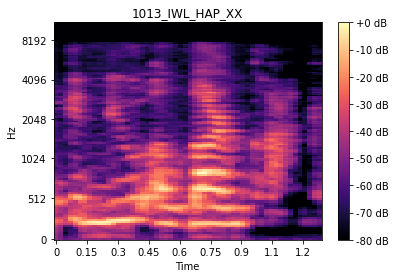 1013_IWL_HAP_XX
+0 dB
8192
-10 dB
4096
-20 dB
-30 dB
2048
Hz
-40 dB
1024
-50 dB
512
-60 dB
-70 dB
0
-80 dB
0 0.15 0.3 0.45 0.6 0.75 0.9 1 1.2
Time